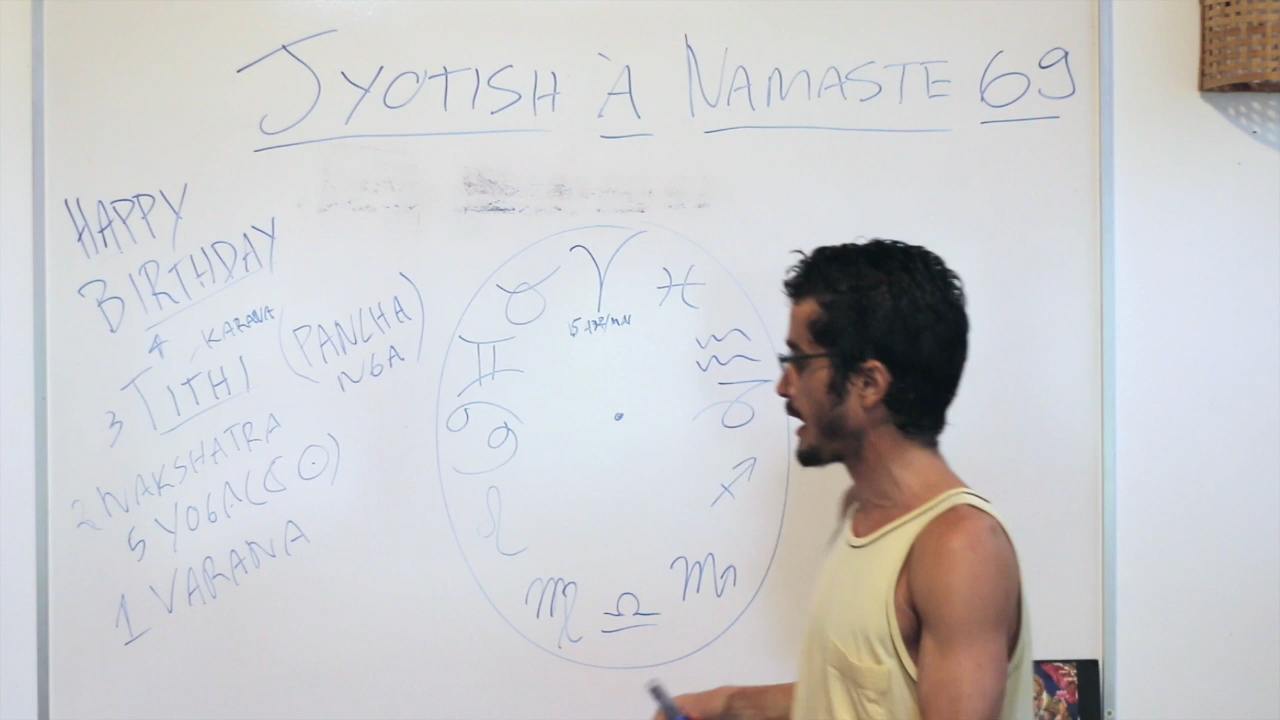 JYOTISH À NAMASTE 69
HAPPY
BIRTHDAY
4 KARANA
3 TITHI (PANCHA
NGA)
2 NAKSHATRA
5 YOGA (☾ ☉)
1 VARANA
♈ ♓
♉
♊ ♒
♋ ♑
♌ ♐
♍ ♎ ♏